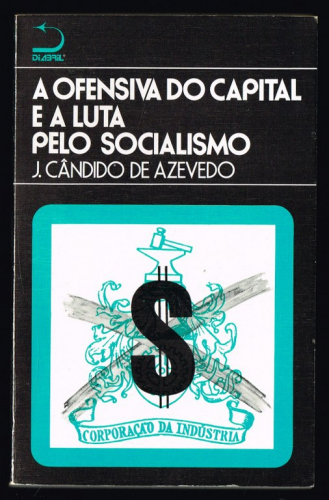 DIABRIL
A OFENSIVA DO CAPITAL
E A LUTA
PELO SOCIALISMO
J. CÂNDIDO DE AZEVEDO
$
CORPORAÇÃO DA INDÚSTRIA